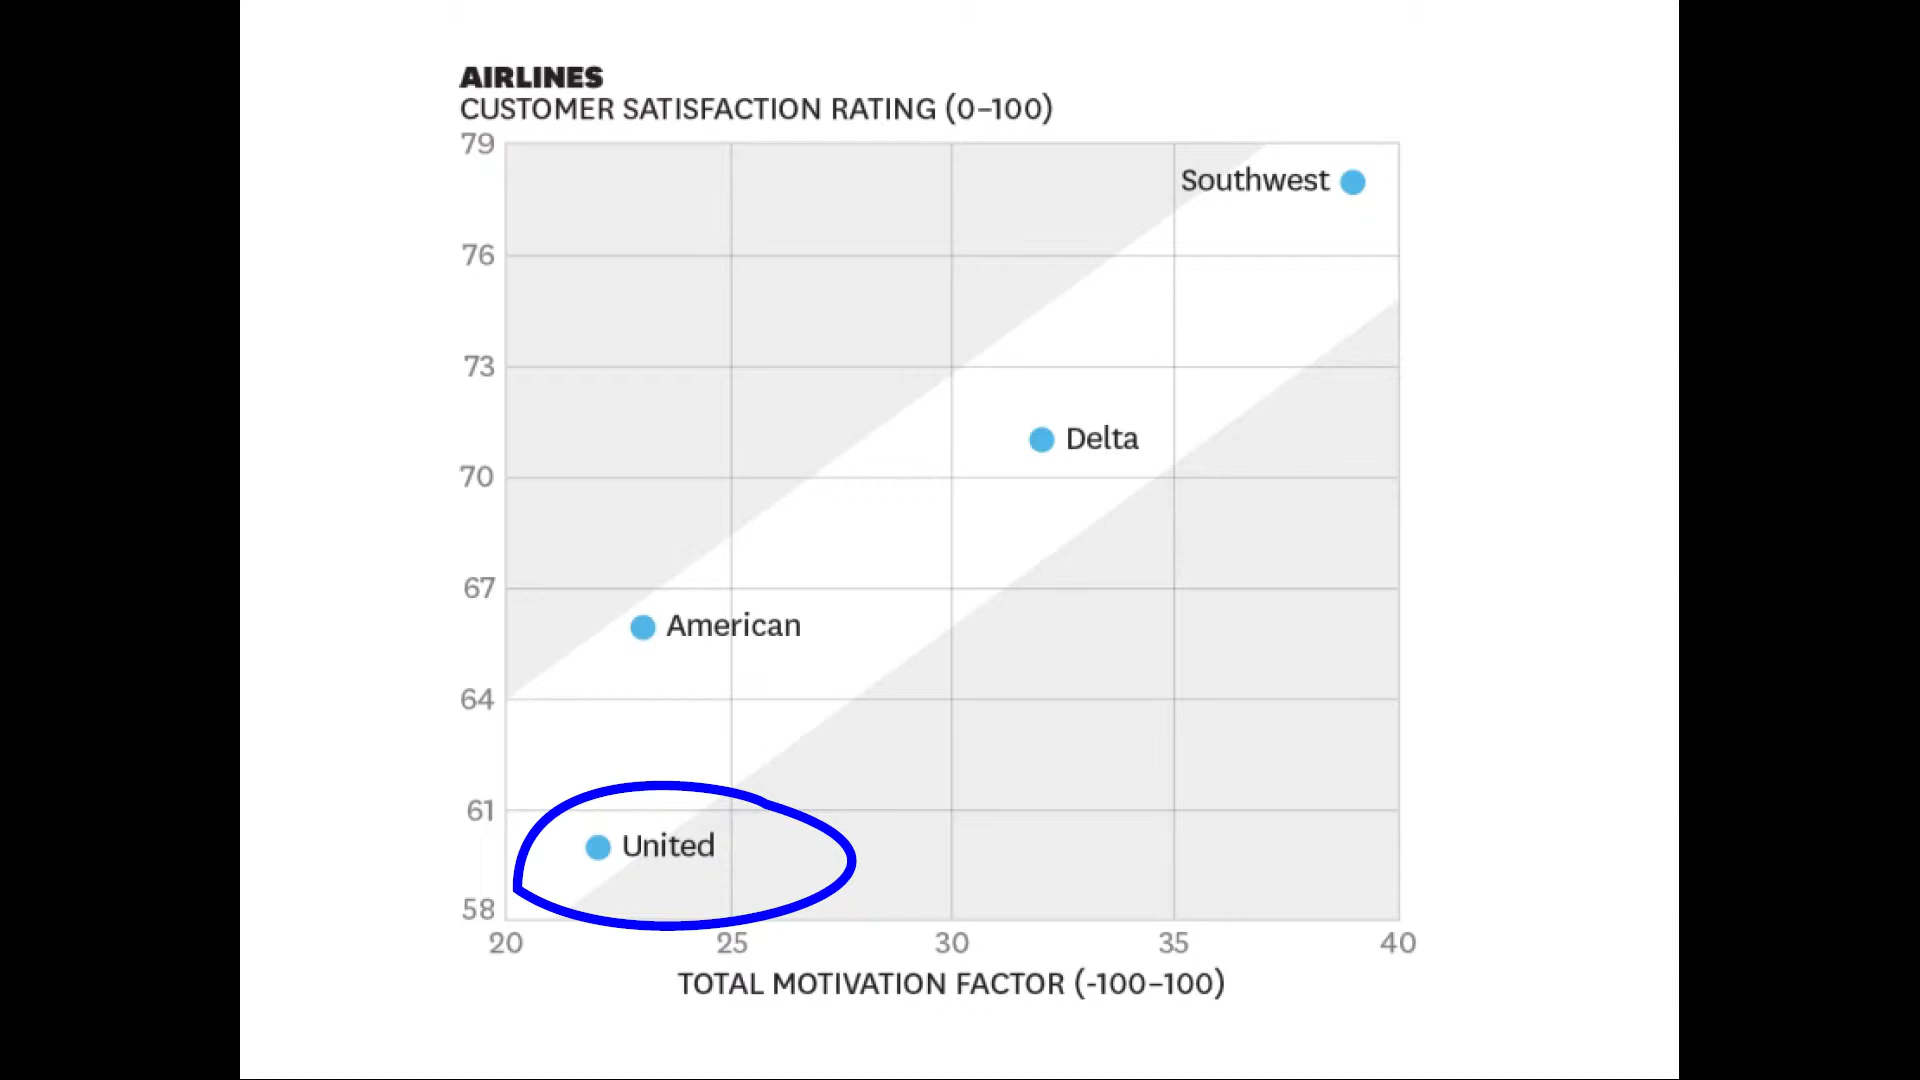 AIRLINES
CUSTOMER SATISFACTION RATING (0–100)
79
Southwest
76
73
Delta
70
67
American
64
61
United
58
20 25 30 35 40
TOTAL MOTIVATION FACTOR (-100–100)